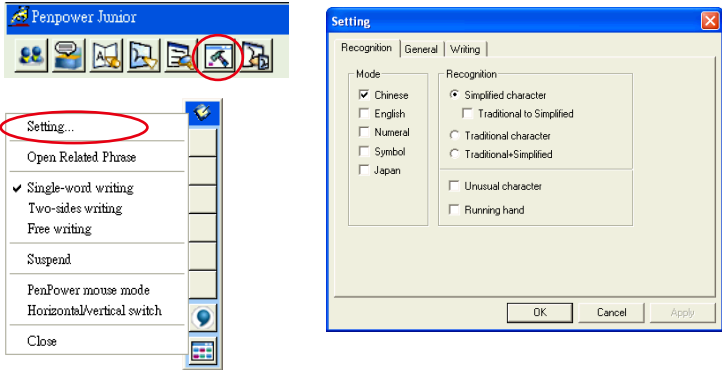 Penpower Junior
Setting...
Open Related Phrase
Single-word writing
Two-sides writing
Free writing
Suspend
PenPower mouse mode
Horizontal/vertical switch
Close
Setting
Recognition General Writing
Mode
Chinese
English
Numeral
Symbol
Japan
Recognition
Simplified character
Traditional to Simplified
Traditional character
Traditional+Simplified
Unusual character
Running hand
OK Cancel Apply